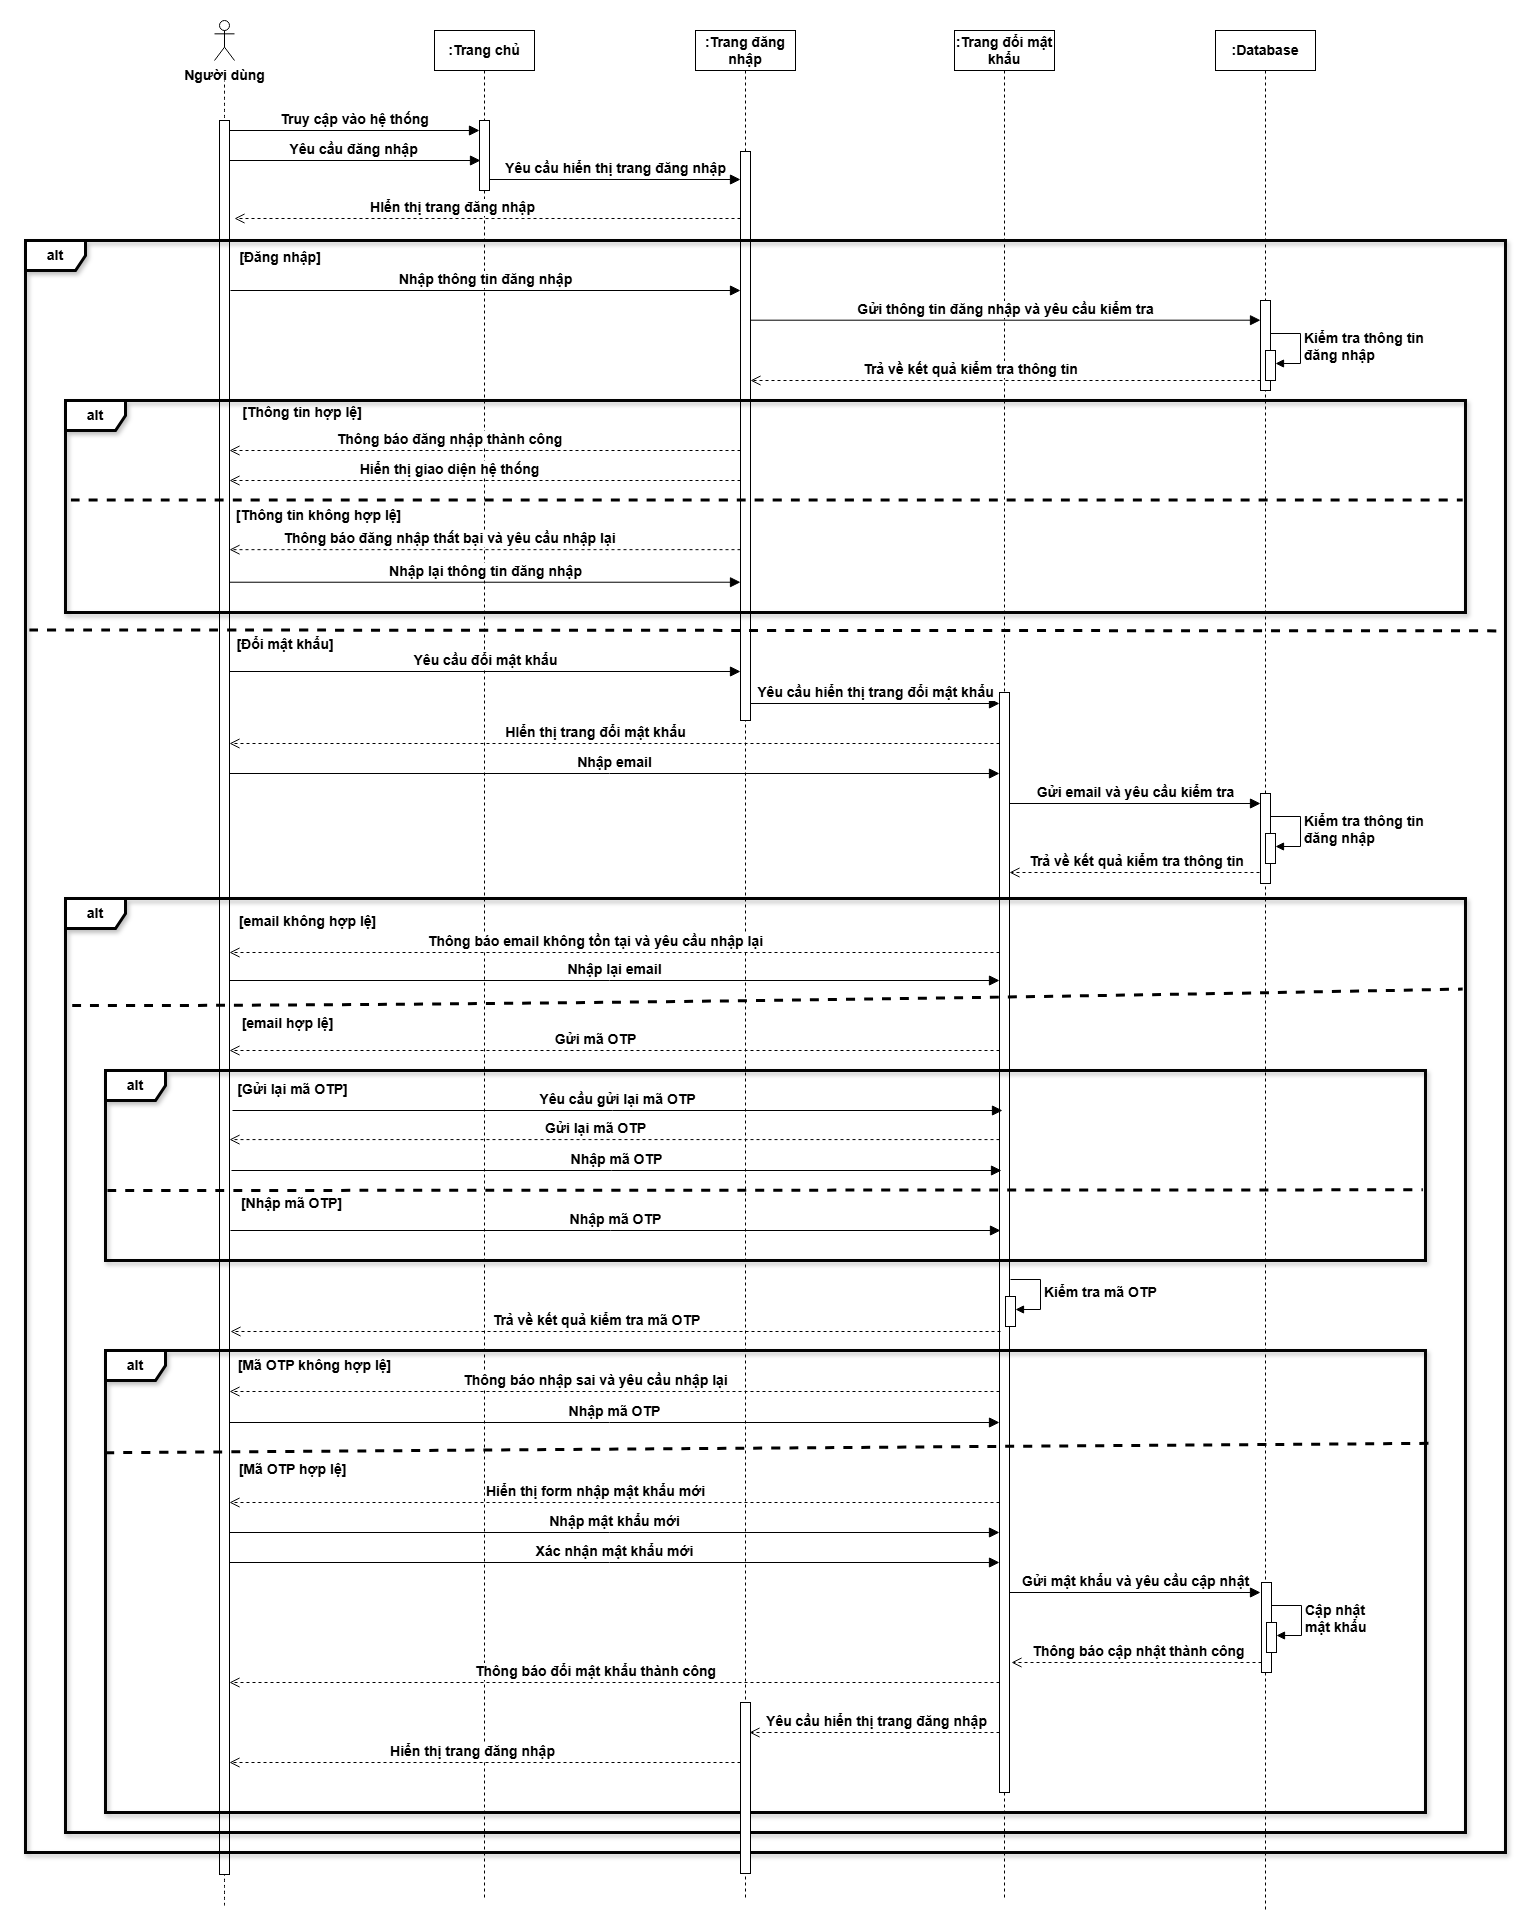 Người dùng
:Trang chủ
:Trang đăng
nhập
:Trang đổi mật
khẩu
:Database
Truy cập vào hệ thống
Yêu cầu đăng nhập
Yêu cầu hiển thị trang đăng nhập
HIển thị trang đăng nhập
alt
[Đăng nhập]
Nhập thông tin đăng nhập
Gửi thông tin đăng nhập và yêu cầu kiểm tra
Kiểm tra thông tin
đăng nhập
Trả về kết quả kiểm tra thông tin
alt
[Thông tin hợp lệ]
Thông báo đăng nhập thành công
Hiển thị giao diện hệ thống
[Thông tin không hợp lệ]
Thông báo đăng nhập thất bại và yêu cầu nhập lại
Nhập lại thông tin đăng nhập
[Đổi mật khẩu]
Yêu cầu đổi mật khẩu
Yêu cầu hiển thị trang đổi mật khẩu
HIển thị trang đổi mật khẩu
Nhập email
Gửi email và yêu cầu kiểm tra
Kiểm tra thông tin
đăng nhập
Trả về kết quả kiểm tra thông tin
alt
[email không hợp lệ]
Thông báo email không tồn tại và yêu cầu nhập lại
Nhập lại email
[email hợp lệ]
Gửi mã OTP
alt
[Gửi lại mã OTP]
Yêu cầu gửi lại mã OTP
Gửi lại mã OTP
Nhập mã OTP
[Nhập mã OTP]
Nhập mã OTP
Kiểm tra mã OTP
Trả về kết quả kiểm tra mã OTP
alt
[Mã OTP không hợp lệ]
Thông báo nhập sai và yêu cầu nhập lại
Nhập mã OTP
[Mã OTP hợp lệ]
Hiển thị form nhập mật khẩu mới
Nhập mật khẩu mới
Xác nhận mật khẩu mới
Gửi mật khẩu và yêu cầu cập nhật
Cập nhật
mật khẩu
Thông báo cập nhật thành công
Thông báo đổi mật khẩu thành công
Yêu cầu hiển thị trang đăng nhập
Hiển thị trang đăng nhập